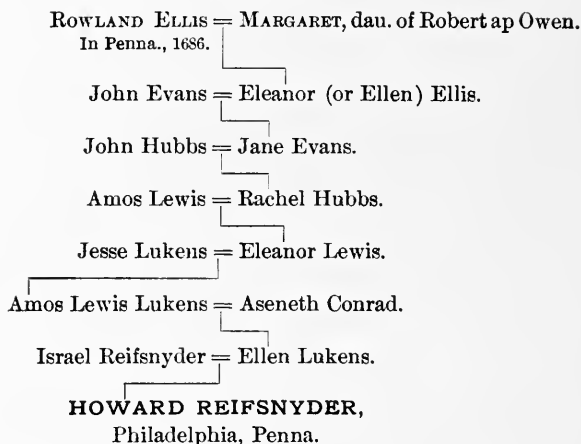 ROWLAND ELLIS = MARGARET, dau. of Robert ap Owen.
In Penna., 1686.
John Evans = Eleanor (or Ellen) Ellis.
John Hubbs = Jane Evans.
Amos Lewis = Rachel Hubbs.
Jesse Lukens = Eleanor Lewis.
Amos Lewis Lukens = Aseneth Conrad.
Israel Reifsnyder = Ellen Lukens.
HOWARD REIFSNYDER,
Philadelphia, Penna.